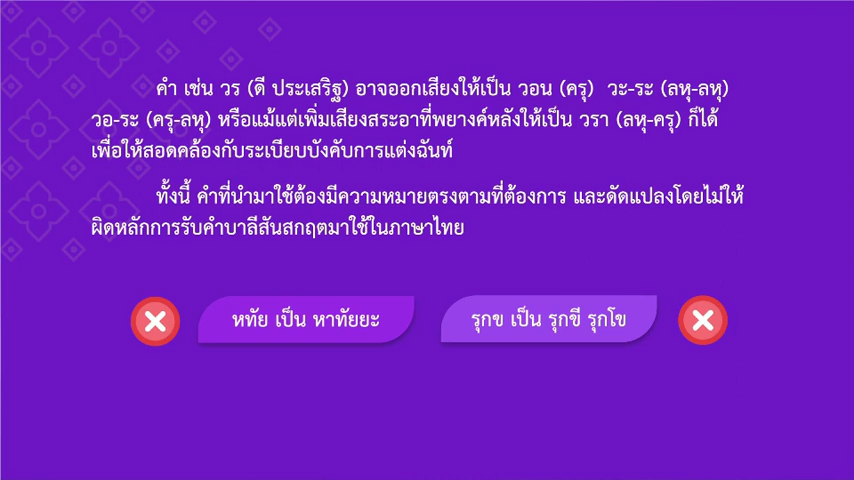 คำ เช่น วร (ดี ประเสริฐ) อาจออกเสียงให้เป็น วอน (ครุ) วะ-ระ (ลหุ-ลหุ)
วอ-ระ (ครุ-ลหุ) หรือแม้แต่เพิ่มเสียงสระอาที่พยางค์หลังให้เป็น วรา (ลหุ-ครุ) ก็ได้
เพื่อให้สอดคล้องกับระเบียบบังคับการแต่งฉันท์
ทั้งนี้ คำที่นำมาใช้ต้องมีความหมายตรงตามที่ต้องการ และดัดแปลงโดยไม่ให้
ผิดหลักการรับคำบาลีสันสกฤตมาใช้ในภาษาไทย
หทัย เป็น หาทัยยะ
รุกข เป็น รุกขี รุกโข